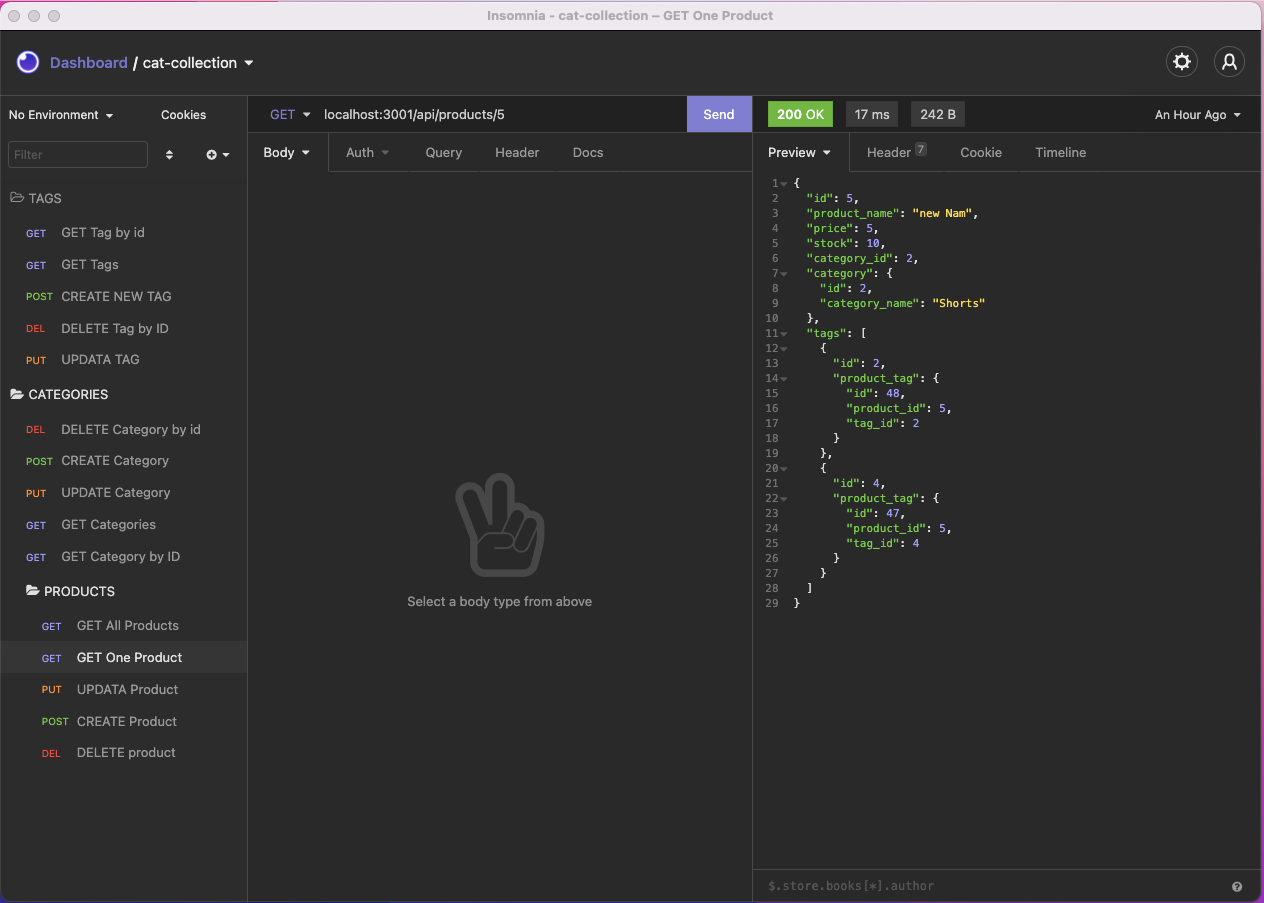 Insomnia - cat-collection – GET One Product
Dashboard / cat-collection
No Environment
Cookies
Filter
TAGS
GET GET Tag by id
GET GET Tags
POST CREATE NEW TAG
DEL DELETE Tag by ID
PUT UPDATA TAG
CATEGORIES
DEL DELETE Category by id
POST CREATE Category
PUT UPDATE Category
GET GET Categories
GET GET Category by ID
PRODUCTS
GET GET All Products
GET GET One Product
PUT UPDATA Product
POST CREATE Product
DEL DELETE product
GET localhost:3001/api/products/5 Send
Body Auth Query Header Docs
Select a body type from above
200 OK 17 ms 242 B An Hour Ago
Preview Header 7 Cookie Timeline
1 {
2 "id": 5,
3 "product_name": "new Nam",
4 "price": 5,
5 "stock": 10,
6 "category_id": 2,
7 "category": {
8 "id": 2,
9 "category_name": "Shorts"
10 },
11 "tags": [
12 {
13 "id": 2,
14 "product_tag": {
15 "id": 48,
16 "product_id": 5,
17 "tag_id": 2
18 }
19 },
20 {
21 "id": 4,
22 "product_tag": {
23 "id": 47,
24 "product_id": 5,
25 "tag_id": 4
26 }
27 }
28 ]
29 }
$.store.books[*].author